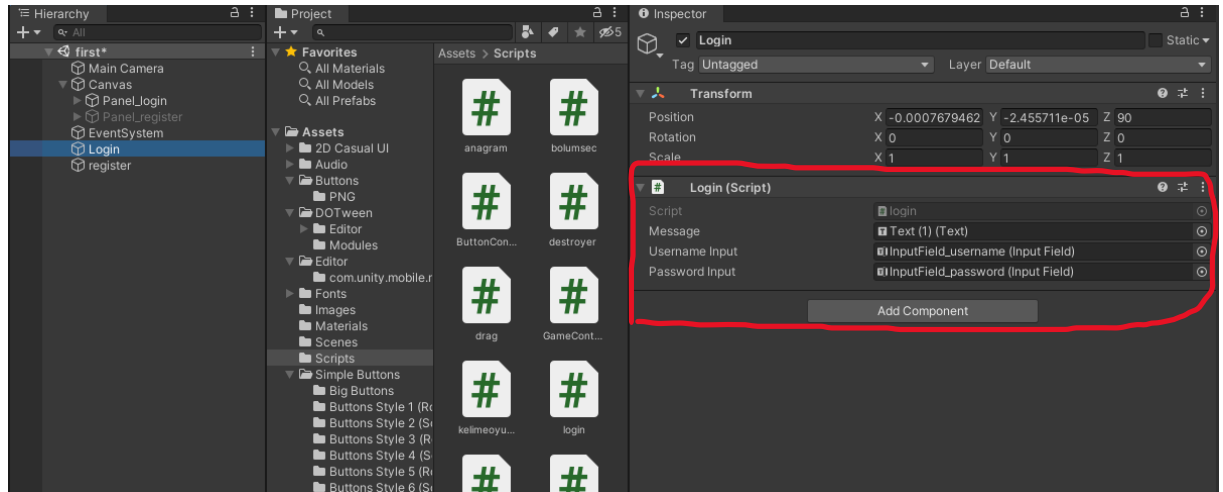 Hierarchy
All
first*
Main Camera
Canvas
Panel_login
Panel_register
EventSystem
Login
register
Project
5
Favorites
All Materials
All Models
All Prefabs
Assets
2D Casual UI
Audio
Buttons
PNG
DOTween
Editor
Modules
Editor
com.unity.mobile.r
Fonts
Images
Materials
Scenes
Scripts
Simple Buttons
Big Buttons
Buttons Style 1 (Ro
Buttons Style 2 (S
Buttons Style 3 (R
Buttons Style 4 (S
Buttons Style 5 (R
Buttons Style 6 (S
Assets > Scripts
# #
anagram bolumsec
# #
ButtonCon... destroyer
# #
drag GameCont...
# #
kelimeoyu... login
# #
Inspector
Login Static
Tag Untagged Layer Default
Transform
Position X -0.0007679462 Y -2.455711e-05 Z 90
Rotation X 0 Y 0 Z 0
Scale X 1 Y 1 Z 1
# Login (Script)
Script login
Message Text (1) (Text)
Username Input InputField_username (Input Field)
Password Input InputField_password (Input Field)
Add Component